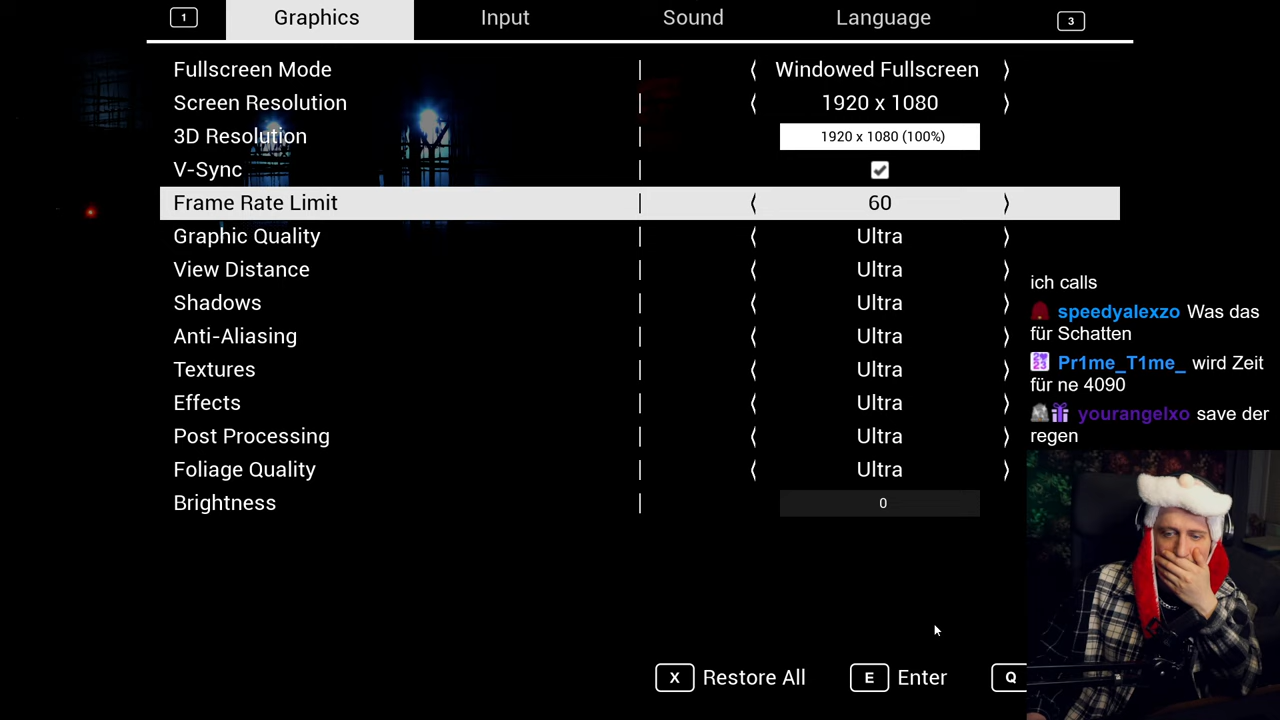 1 Graphics Input Sound Language 3
Fullscreen Mode | ⟨ Windowed Fullscreen ⟩
Screen Resolution | ⟨ 1920 x 1080 ⟩
3D Resolution | 1920 x 1080 (100%)
V-Sync |
Frame Rate Limit | ⟨ 60 ⟩
Graphic Quality | ⟨ Ultra ⟩
View Distance | ⟨ Ultra ⟩
Shadows | ⟨ Ultra ⟩
Anti-Aliasing | ⟨ Ultra ⟩
Textures | ⟨ Ultra ⟩
Effects | ⟨ Ultra ⟩
Post Processing | ⟨ Ultra ⟩
Foliage Quality | ⟨ Ultra ⟩
Brightness | 0
ich calls
speedyalexzo Was das
für Schatten
2023 Pr1me_T1me_ wird Zeit
für ne 4090
yourangelxo save der
regen
X Restore All E Enter Q